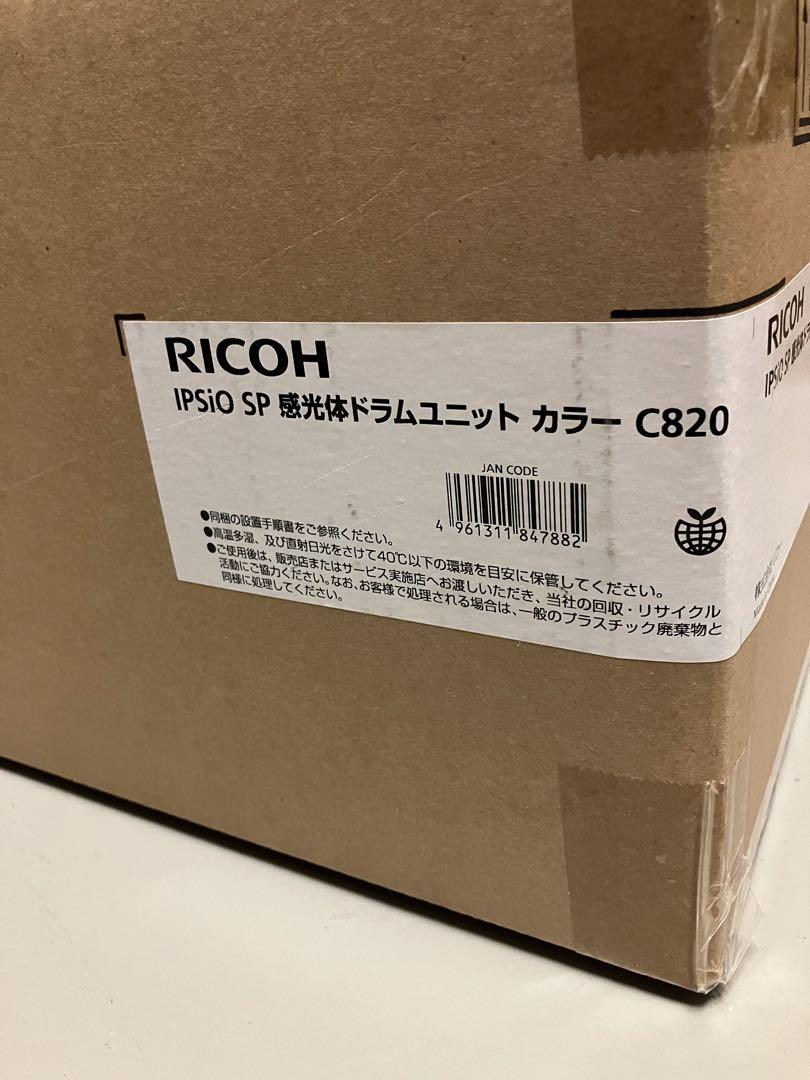 RICOH
IPSiO SP 感光体ドラムユニット カラー C820
JAN CODE
4 961311 847882
●同梱の設置手順書をご参照ください。
●高温多湿、及び直射日光をさけて40℃以下の環境を目安に保管してください。
●ご使用後は、販売店またはサービス実施店へお渡しいただき、当社の回収・リサイクル
活動にご協力ください。なお、お客様で処理される場合は、一般のプラスチック廃棄物と
同様に処理してください。
RICOH
IPSiO SP 感光体ドラ